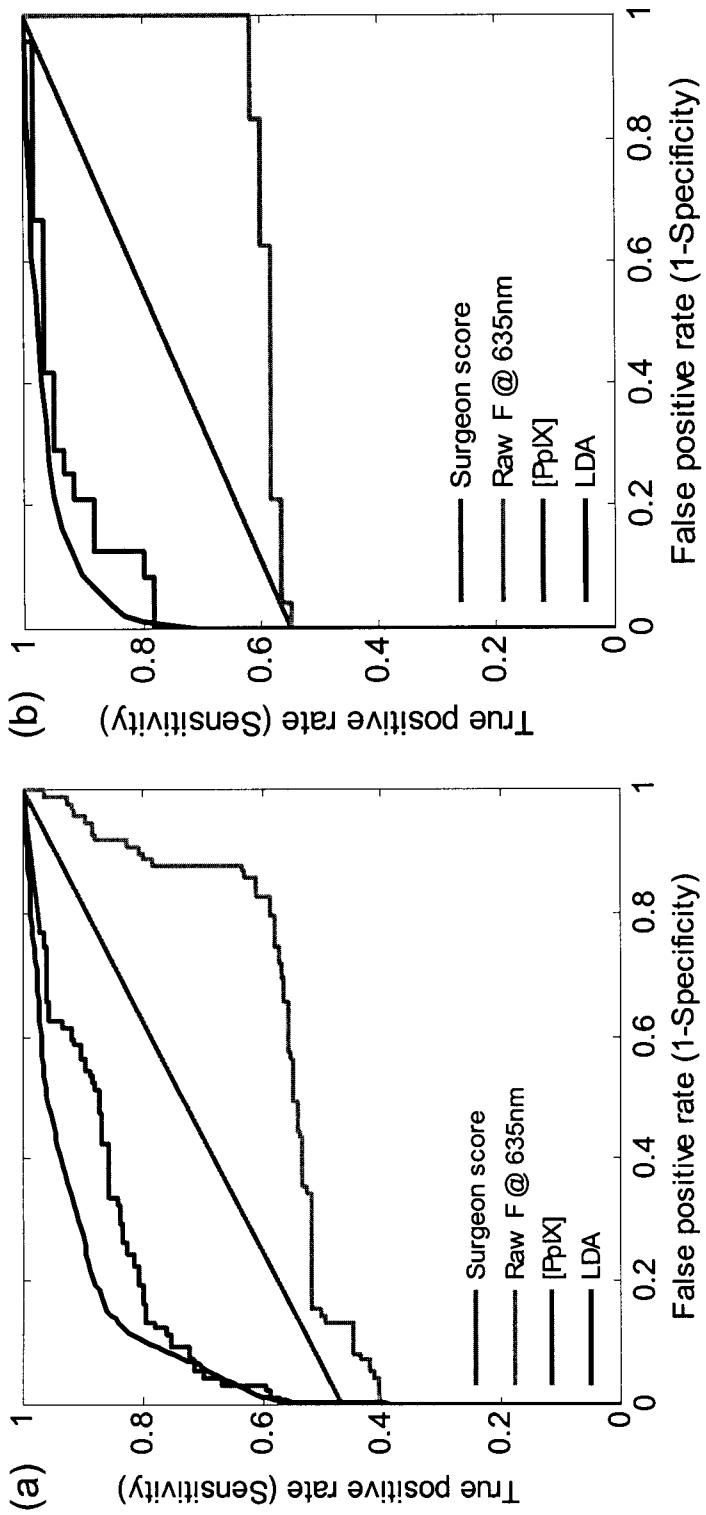 (a)
True positive rate (Sensitivity)
1
0.8
0.6
0.4
0.2
0
Surgeon score
Raw F @ 635nm
[PpIX]
LDA
0
0.2
0.4
0.6
0.8
1
False positive rate (1-Specificity)
(b)
True positive rate (Sensitivity)
1
0.8
0.6
0.4
0.2
0
Surgeon score
Raw F @ 635nm
[PpIX]
LDA
0
0.2
0.4
0.6
0.8
1
False positive rate (1-Specificity)